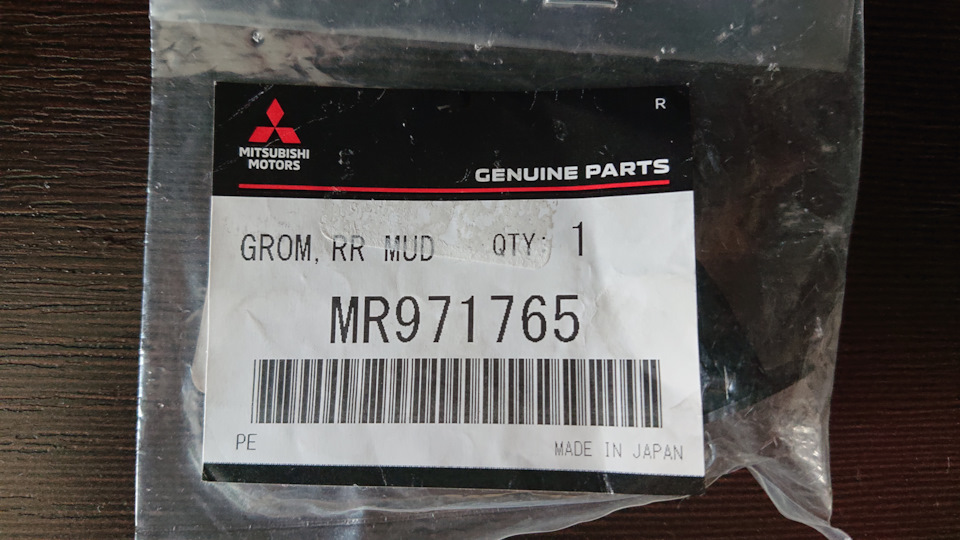 R
MITSUBISHI
MOTORS
GENUINE PARTS
GROM, RR MUD QTY: 1
MR971765
PE MADE IN JAPAN